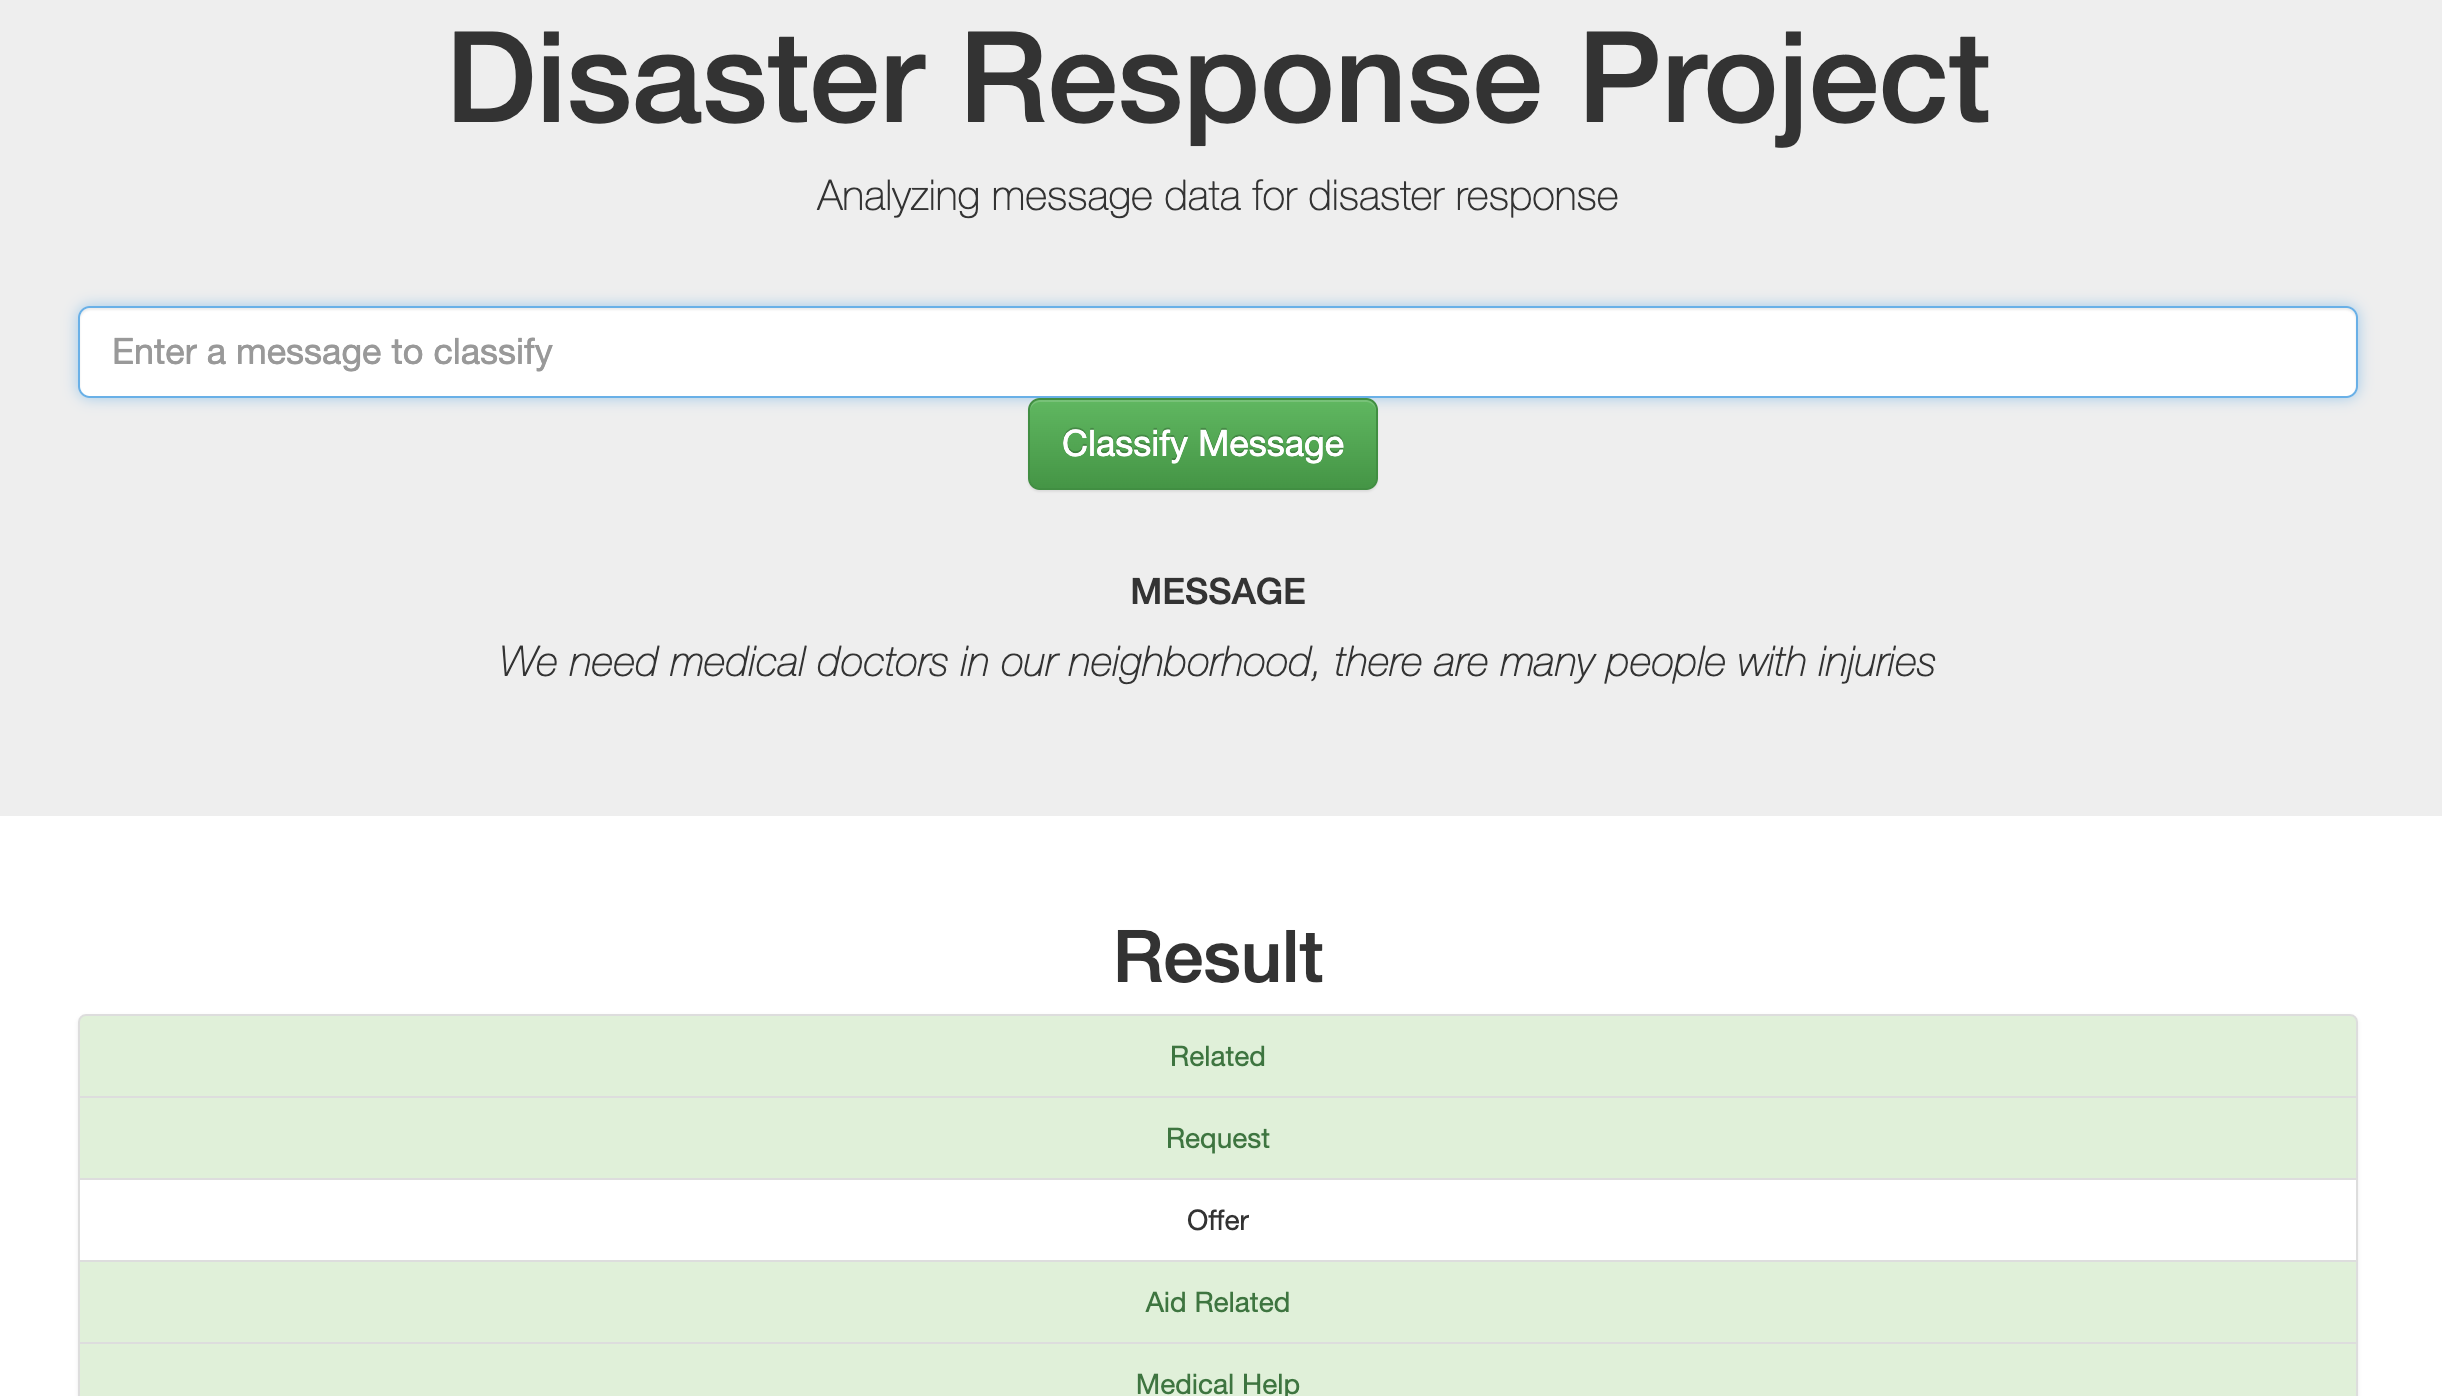 Disaster Response Project
Analyzing message data for disaster response
Enter a message to classify
Classify Message
MESSAGE
We need medical doctors in our neighborhood, there are many people with injuries
Result
Related
Request
Offer
Aid Related
Medical Help